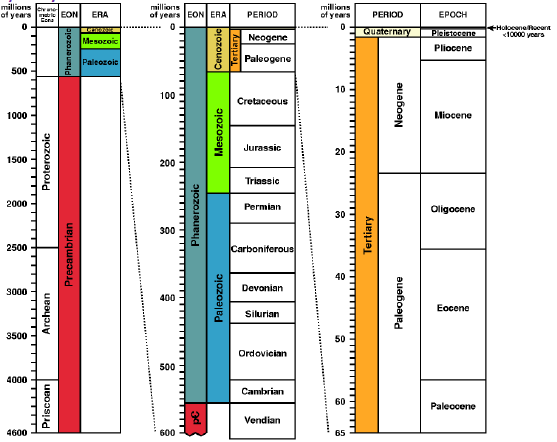 millions of years
Chronometric Eons
EON
ERA
0
500
1000
1500
2000
2500
3000
3500
4000
4600
Proterozoic
Archean
Priscoan
Phanerozoic
Precambrian
Cenozoic
Mesozoic
Paleozoic
millions of years
EON
ERA
PERIOD
0
100
200
300
400
500
600
Phanerozoic
pC
Cenozoic
Mesozoic
Paleozoic
Tertiary
Neogene
Paleogene
Cretaceous
Jurassic
Triassic
Permian
Carboniferous
Devonian
Silurian
Ordovician
Cambrian
Vendian
millions of years
PERIOD
EPOCH
0
10
20
30
40
50
65
Quaternary
Tertiary
Neogene
Paleogene
Holocene/Recent
<10000 years
Pleistocene
Pliocene
Miocene
Oligocene
Eocene
Paleocene